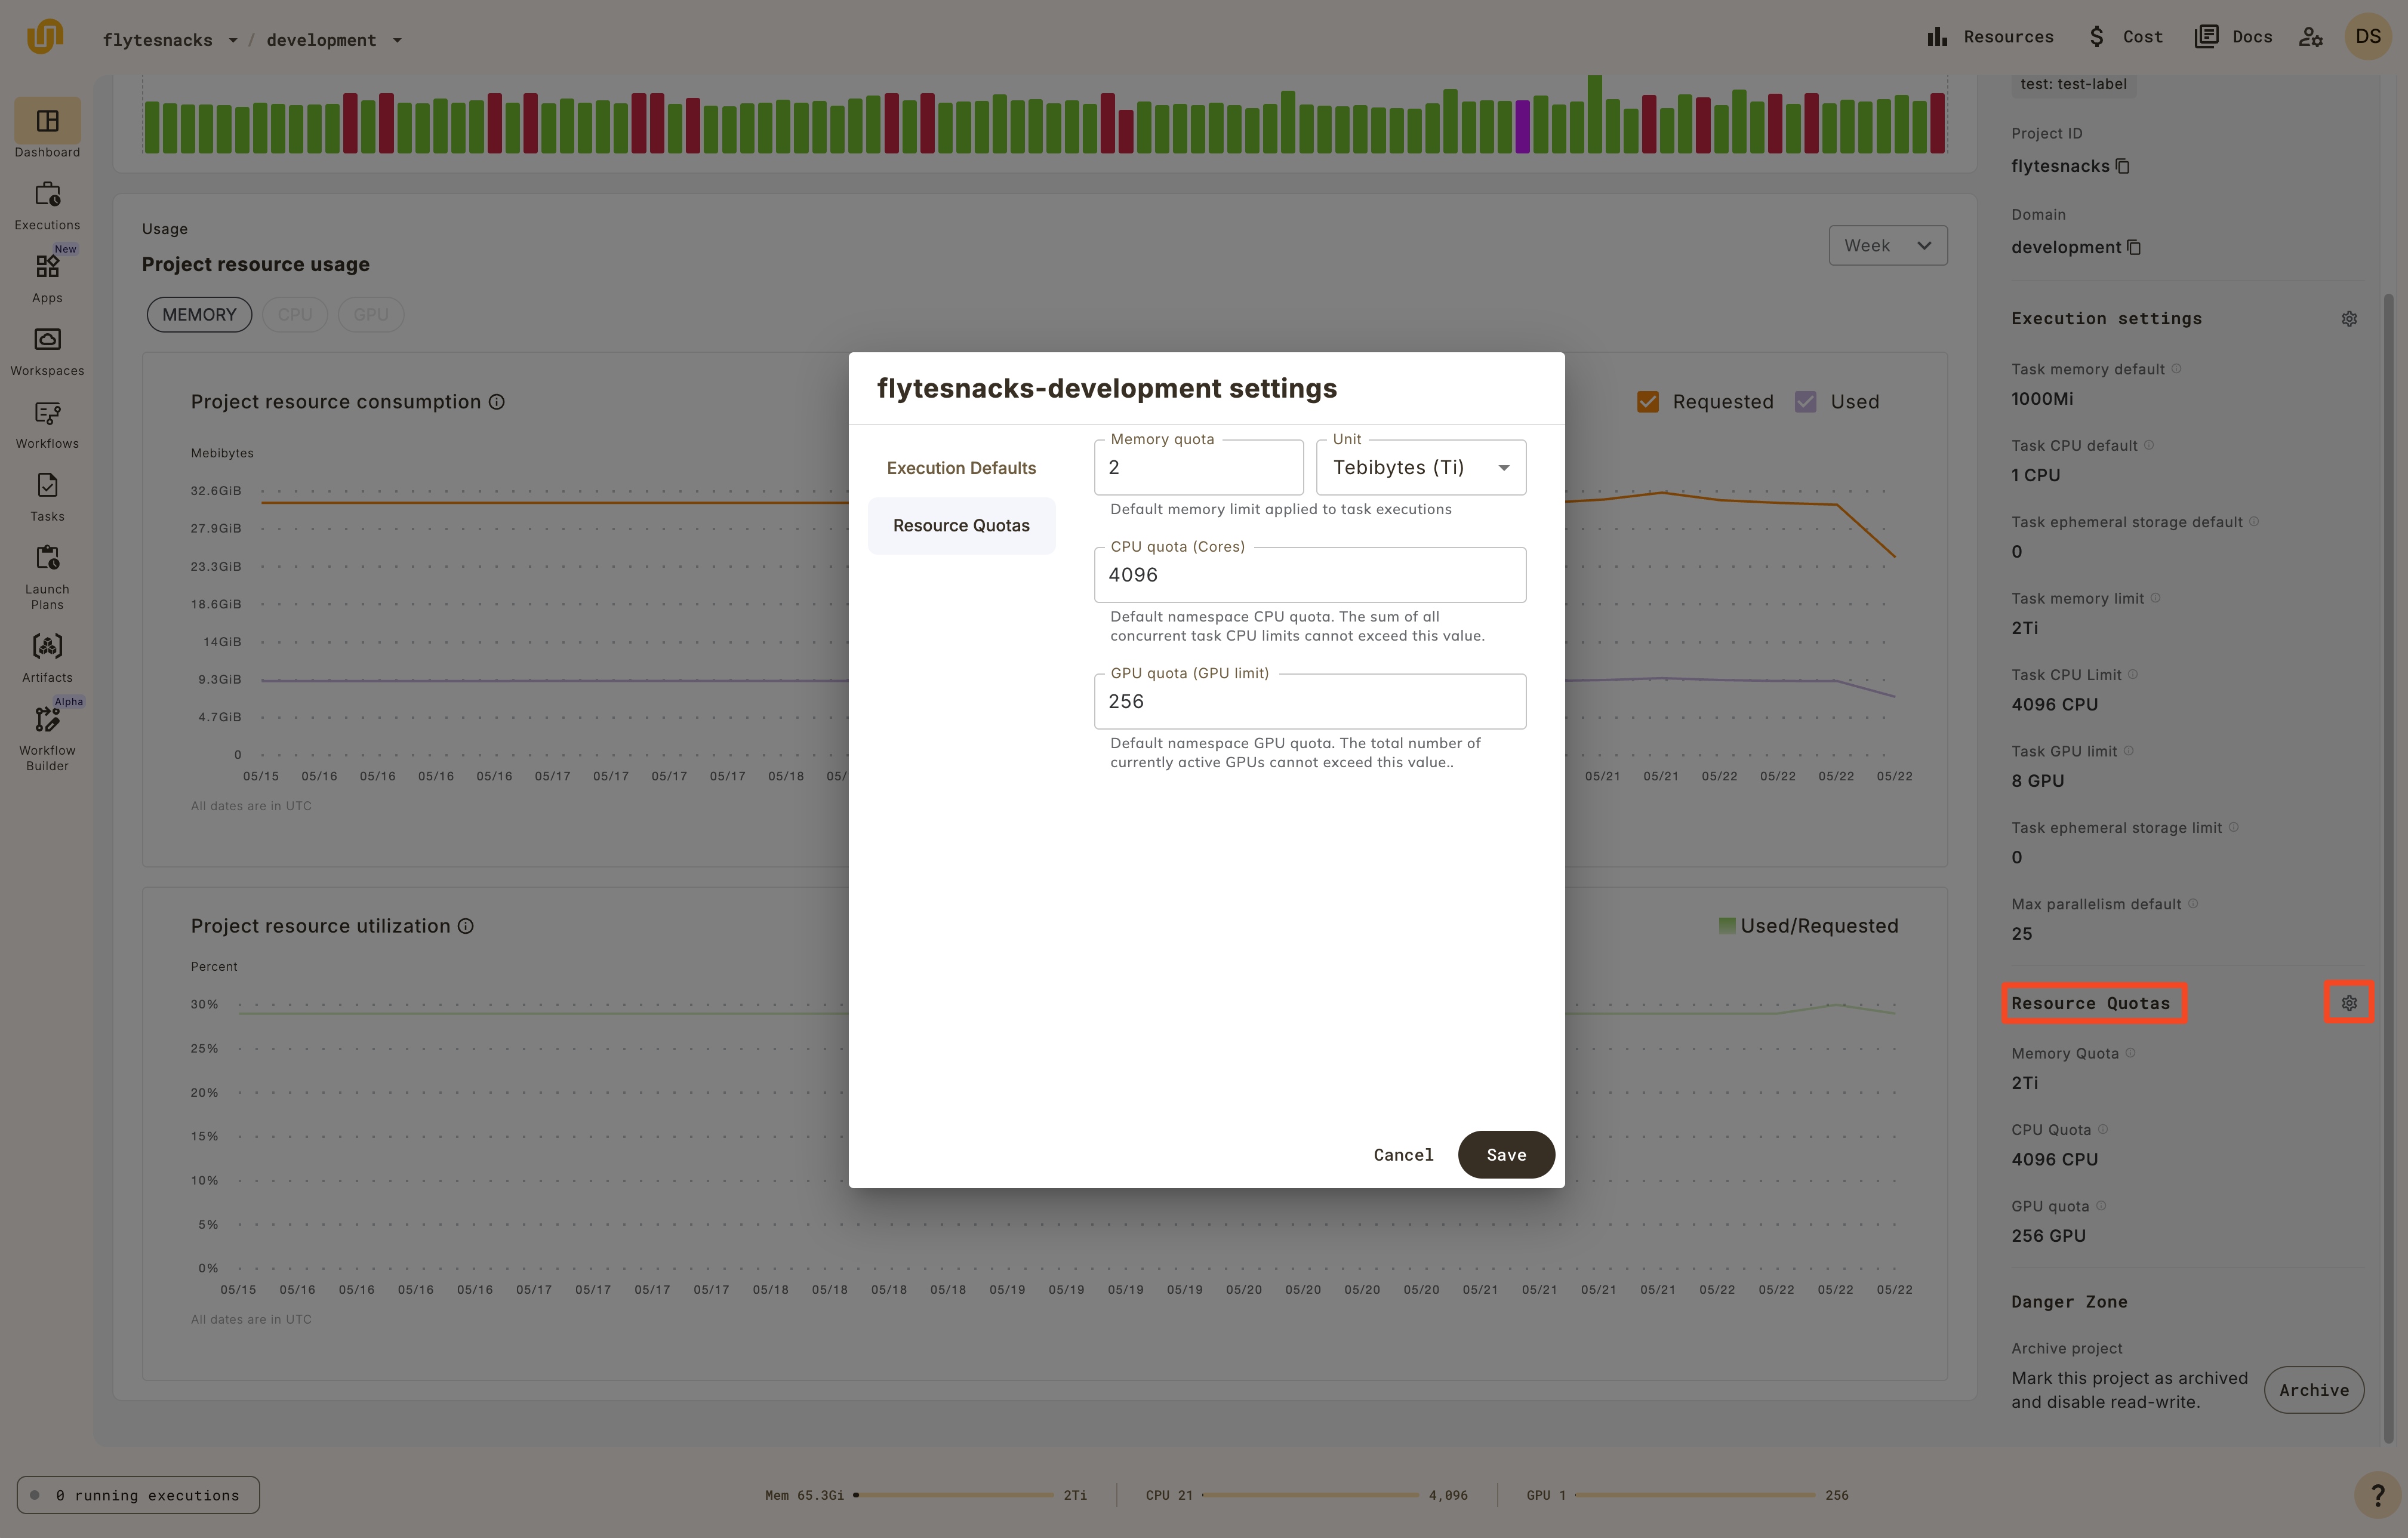 flytesnacks / development
Resources
Cost
Docs
DS
Dashboard
Executions
New
Apps
Workspaces
Workflows
Tasks
Launch
Plans
Artifacts
Alpha
Workflow
Builder
Usage
Project resource usage
Week
MEMORY
CPU
GPU
Project resource consumption
Requested
Used
Mebibytes
32.6GiB
27.9GiB
23.3GiB
18.6GiB
14GiB
9.3GiB
4.7GiB
0
05/15 05/16 05/16 05/16 05/16 05/17 05/17 05/17 05/17 05/18 05/ 05/21 05/21 05/22 05/22 05/22 05/22
All dates are in UTC
Project resource utilization
Used/Requested
Percent
30%
25%
20%
15%
10%
5%
0%
05/15 05/16 05/16 05/16 05/16 05/17 05/17 05/17 05/17 05/18 05/18 05/18 05/18 05/19 05/19 05/19 05/19 05/20 05/20 05/20 05/20 05/21 05/21 05/21 05/21 05/22 05/22 05/22 05/22
All dates are in UTC
flytesnacks-development settings
Execution Defaults
Resource Quotas
Memory quota
2
Unit
Tebibytes (Ti)
Default memory limit applied to task executions
CPU quota (Cores)
4096
Default namespace CPU quota. The sum of all
concurrent task CPU limits cannot exceed this value.
GPU quota (GPU limit)
256
Default namespace GPU quota. The total number of
currently active GPUs cannot exceed this value..
Cancel
Save
test: test-label
Project ID
flytesnacks
Domain
development
Execution settings
Task memory default
1000Mi
Task CPU default
1 CPU
Task ephemeral storage default
0
Task memory limit
2Ti
Task CPU Limit
4096 CPU
Task GPU limit
8 GPU
Task ephemeral storage limit
0
Max parallelism default
25
Resource Quotas
Memory Quota
2Ti
CPU Quota
4096 CPU
GPU quota
256 GPU
Danger Zone
Archive project
Mark this project as archived
and disable read-write.
Archive
0 running executions
Mem 65.3Gi 2Ti
CPU 21 4,096
GPU 1 256
?